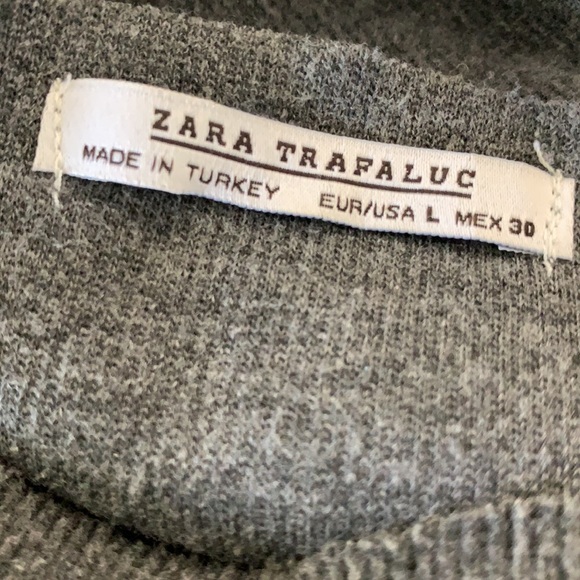 ZARA TRAFALUC
MADE IN TURKEY EUR/USA L MEX 30